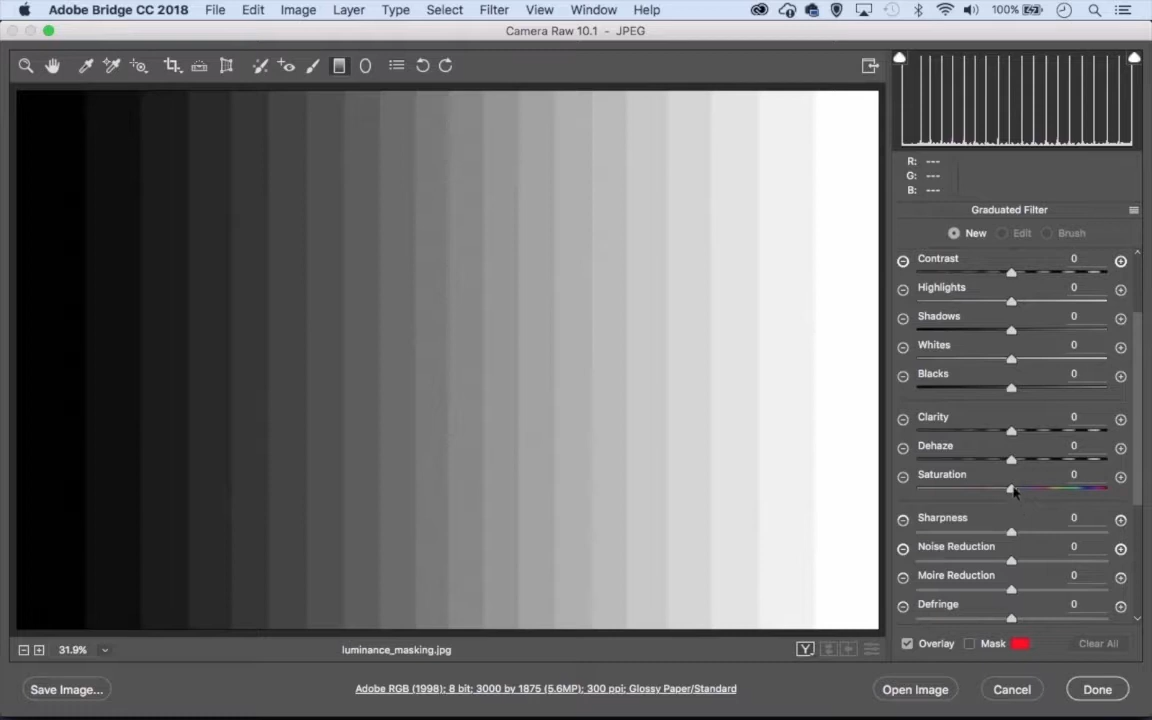 Adobe Bridge CC 2018 File Edit Image Layer Type Select Filter View Window Help 100%
Camera Raw 10.1 - JPEG
R: ---
G: ---
B: ---
Graduated Filter
New Edit Brush
Contrast 0
Highlights 0
Shadows 0
Whites 0
Blacks 0
Clarity 0
Dehaze 0
Saturation 0
Sharpness 0
Noise Reduction 0
Moire Reduction 0
Defringe 0
31.9% luminance_masking.jpg Y Overlay Mask Clear All
Save Image... Adobe RGB (1998); 8 bit; 3000 by 1875 (5.6MP); 300 ppi; Glossy Paper/Standard Open Image Cancel Done